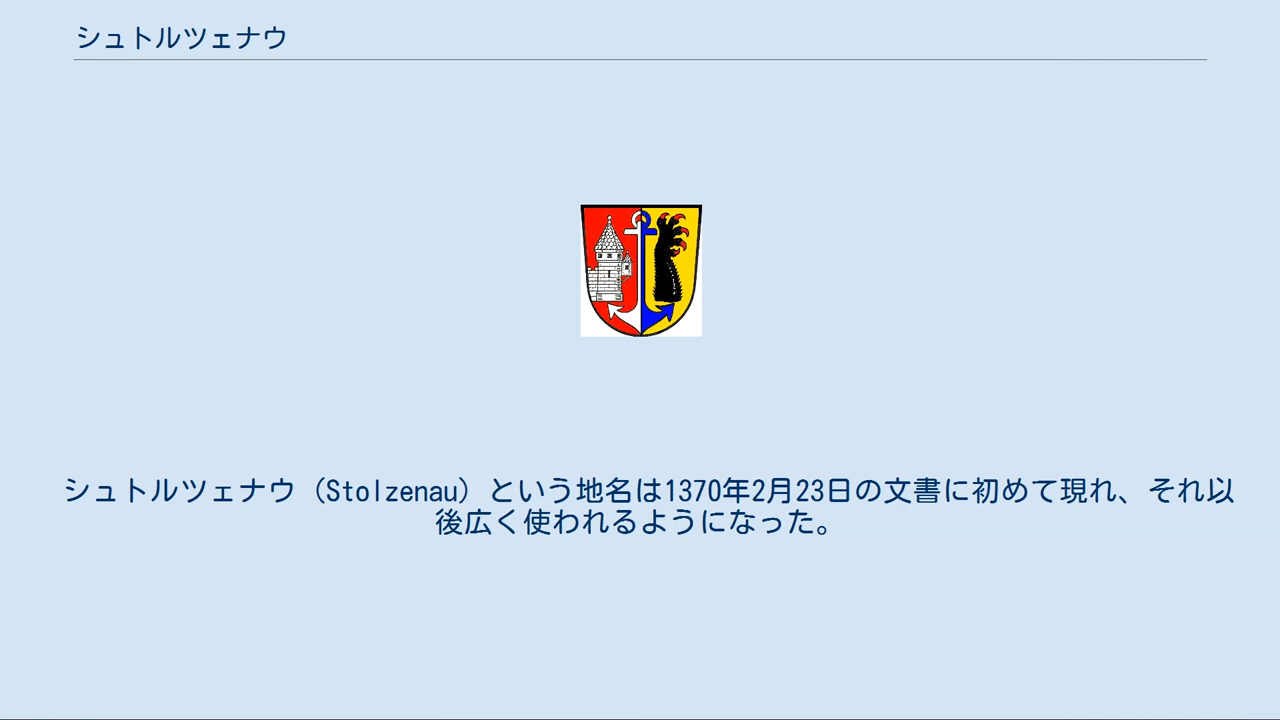 シュトルツェナウ
シュトルツェナウ（Stolzenau）という地名は1370年2月23日の文書に初めて現れ、それ以
後広く使われるようになった。